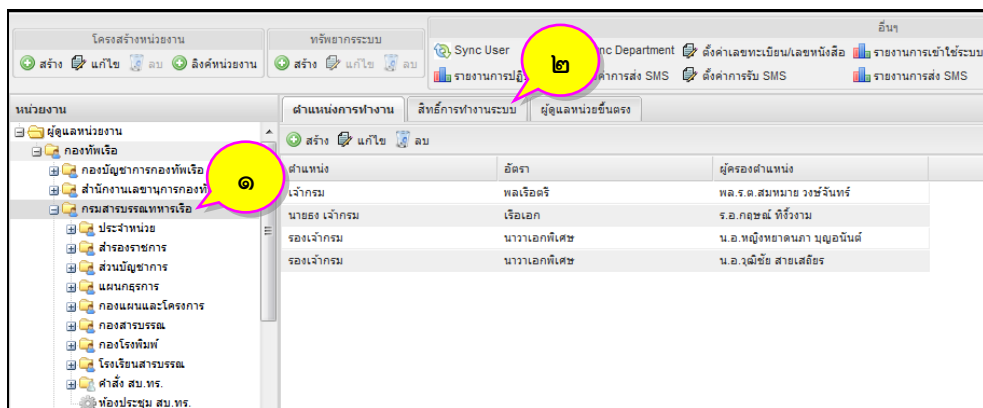 อื่นๆ
โครงสร้างหน่วยงาน ทรัพยากรระบบ
สร้าง แก้ไข ลบ ลิงค์หน่วยงาน สร้าง แก้ไข ลบ
Sync User nc Department ตั้งค่าเลขทะเบียน/เลขหนังสือ รายงานการเข้าใช้ระบบ
รายงานการปฏิ ค่าการส่ง SMS ตั้งค่าการรับ SMS รายงานการส่ง SMS
๒
หน่วยงาน
ตำแหน่งการทำงาน สิทธิ์การทำงานระบบ ผู้ดูแลหน่วยขึ้นตรง
สร้าง แก้ไข ลบ
ผู้ดูแลหน่วยงาน
กองทัพเรือ
กองบัญชาการกองทัพเรือ
สำนักงานเลขานุการกองทั
กรมสารบรรณทหารเรือ
ประจำหน่วย
สำรองราชการ
ส่วนบัญชาการ
แผนกธุรการ
กองแผนและโครงการ
กองสารบรรณ
กองโรงพิมพ์
โรงเรียนสารบรรณ
คำสั่ง สบ.ทร.
ห้องประชุม สบ.ทร.
๑
ตำแหน่ง อัตรา ผู้ครองตำแหน่ง
เจ้ากรม พลเรือตรี พล.ร.ต.สมหมาย วงษ์จันทร์
นายธง เจ้ากรม เรือเอก ร.อ.กฤษณ์ ทิงิ้วงาม
รองเจ้ากรม นาวาเอกพิเศษ น.อ.หญิงหยาดนภา บุญอนันต์
รองเจ้ากรม นาวาเอกพิเศษ น.อ.วุฒิชัย สายเสถียร